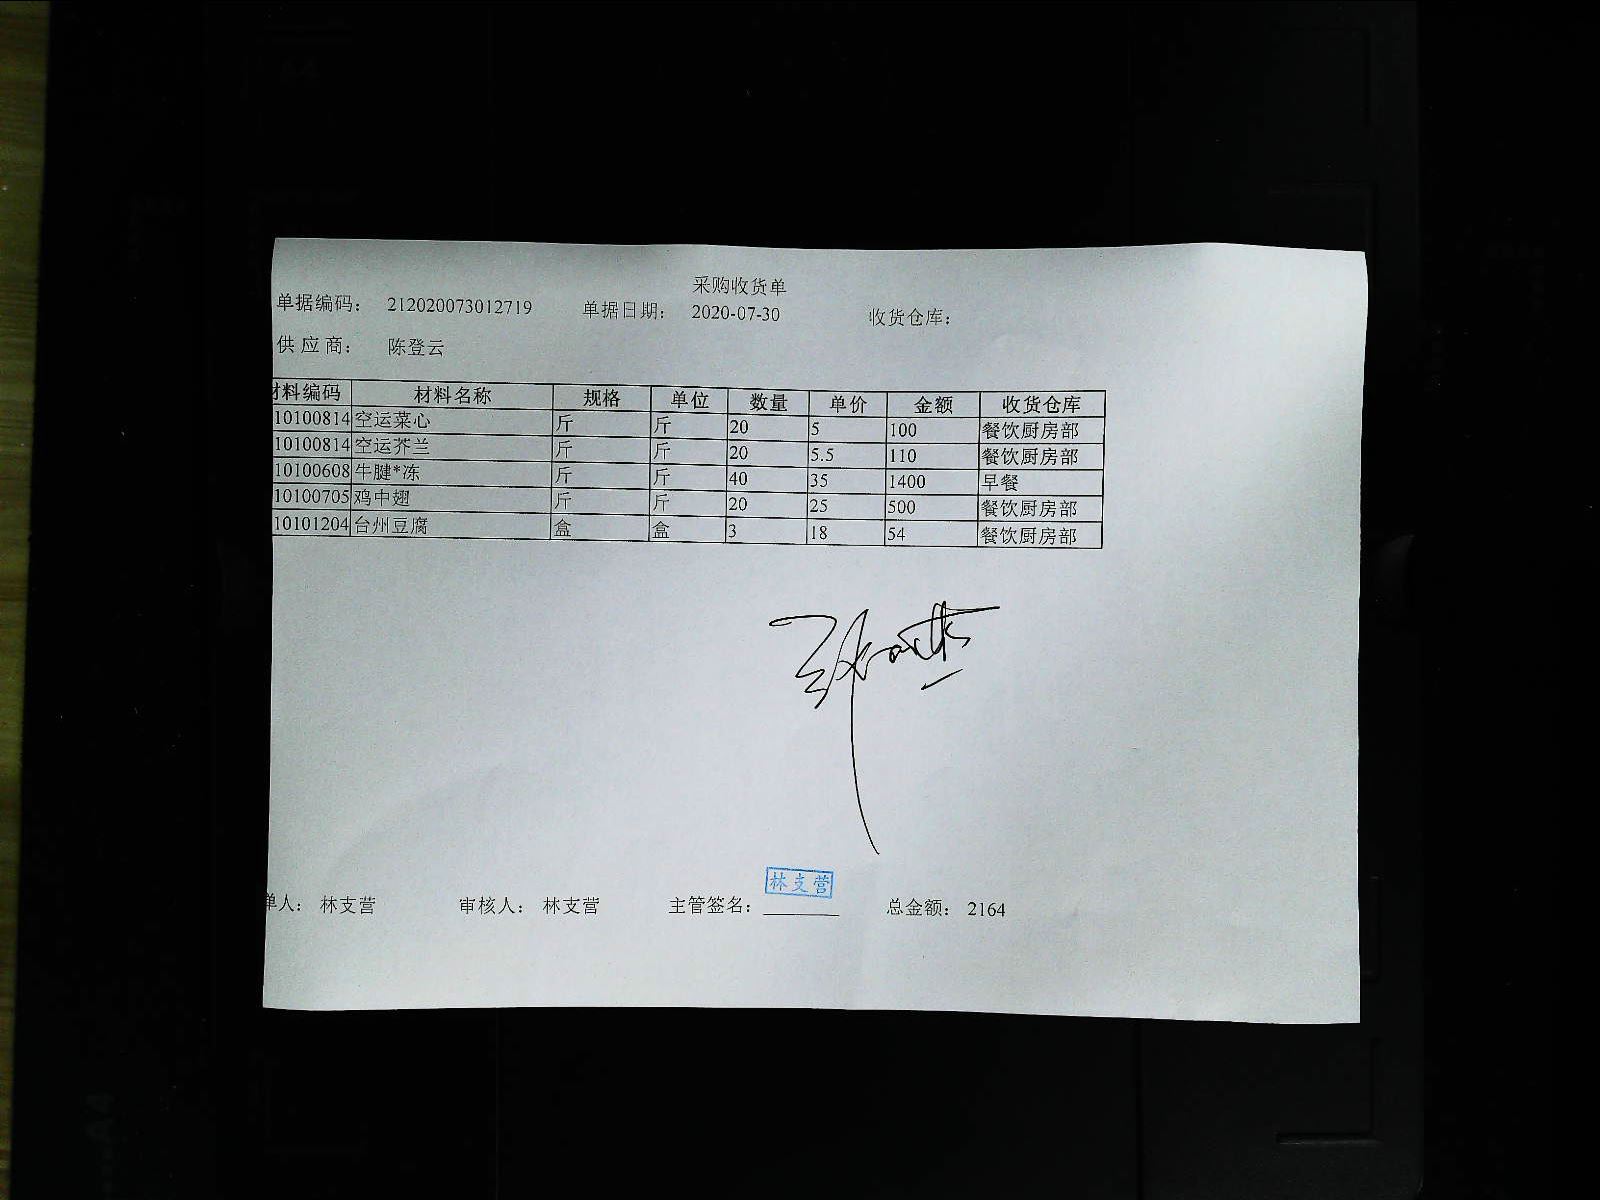 采购收货单
单据编码： 212020073012719 单据日期： 2020-07-30 收货仓库：
供应商： 陈登云
材料编码 材料名称 规格 单位 数量 单价 金额 收货仓库
10100814 空运菜心 斤 斤 20 5 100 餐饮厨房部
10100814 空运芥兰 斤 斤 20 5.5 110 餐饮厨房部
10100608 牛腱*冻 斤 斤 40 35 1400 早餐
10100705 鸡中翅 斤 斤 20 25 500 餐饮厨房部
10101204 台州豆腐 盒 盒 3 18 54 餐饮厨房部
林支营
单人： 林支营 审核人： 林支营 主管签名： 总金额： 2164